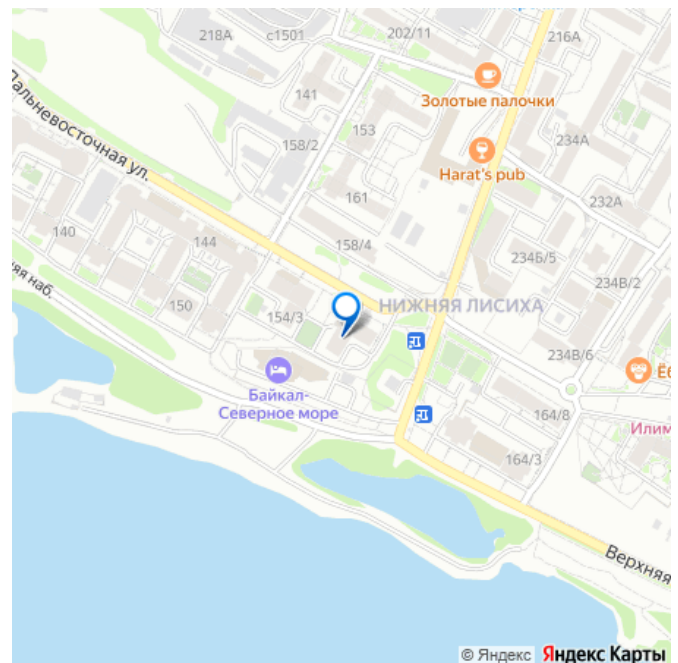 218А
с1501
202/11
216А
Золотые палочки
141
153
158/2
234А
Harat's pub
Дальневосточная ул.
161
232А
140
144
158/4
234Б/5
няя наб.
150
154/3
НИЖНЯЯ ЛИСИХА
234В/2
234В/6
Байкал-
Северное море
164/8
Илим
164/3
Верхняя
© Яндекс Яндекс Карты